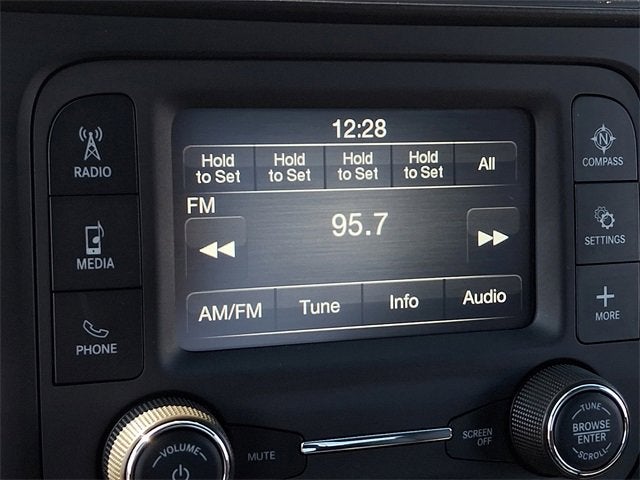 12:28
Hold to Set
Hold to Set
Hold to Set
Hold to Set
All
FM
95.7
AM/FM
Tune
Info
Audio
RADIO
MEDIA
PHONE
N
COMPASS
SETTINGS
MORE
VOLUME
MUTE
SCREEN OFF
TUNE
BROWSE
ENTER
SCROLL